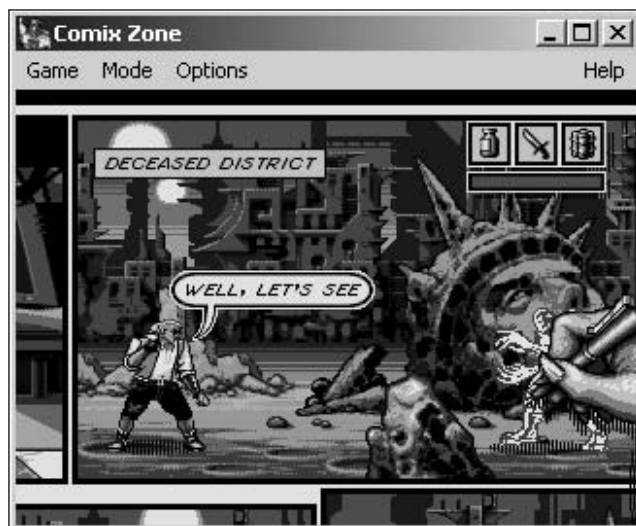 Comix Zone
Game Mode Options Help
DECEASED DISTRICT
WELL, LET'S SEE